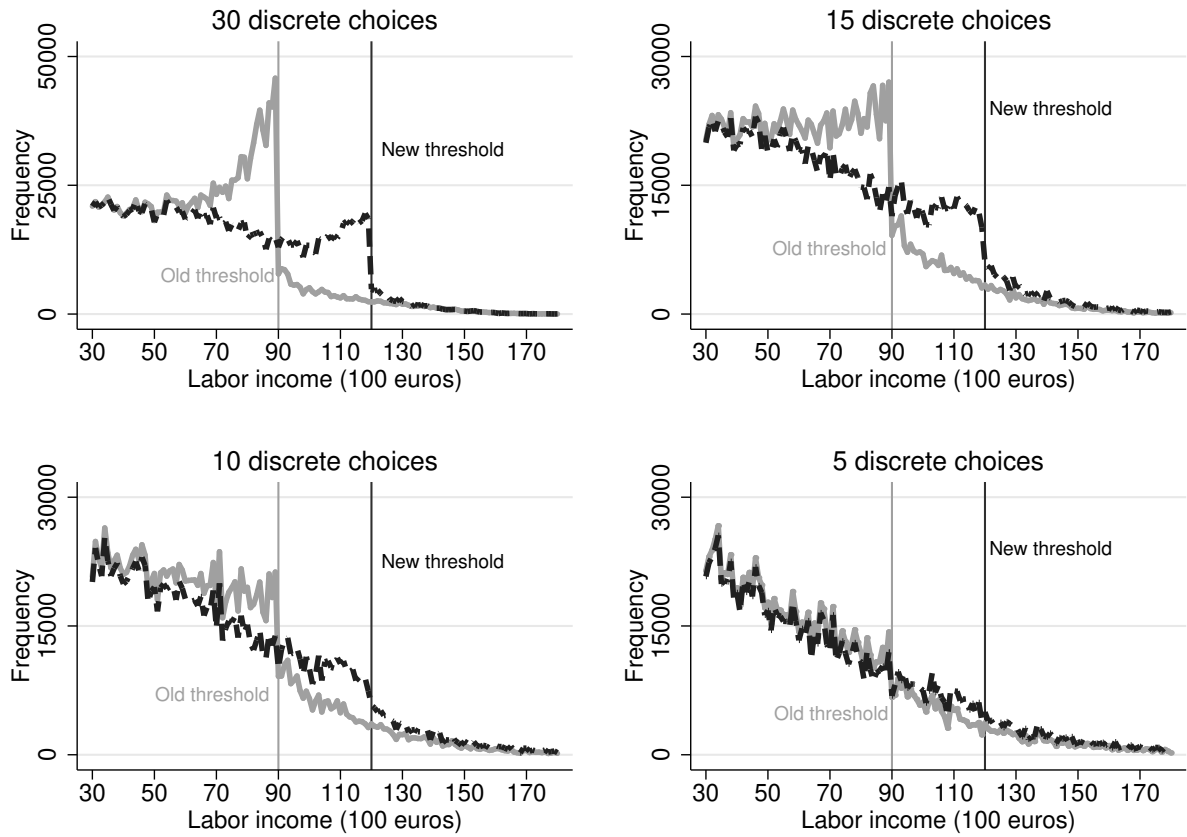 30 discrete choices
50000
25000
0
Frequency
New threshold
Old threshold
30 50 70 90 110 130 150 170
Labor income (100 euros)
15 discrete choices
30000
15000
0
Frequency
New threshold
Old threshold
30 50 70 90 110 130 150 170
Labor income (100 euros)
10 discrete choices
30000
15000
0
Frequency
New threshold
Old threshold
30 50 70 90 110 130 150 170
Labor income (100 euros)
5 discrete choices
30000
15000
0
Frequency
New threshold
Old threshold
30 50 70 90 110 130 150 170
Labor income (100 euros)